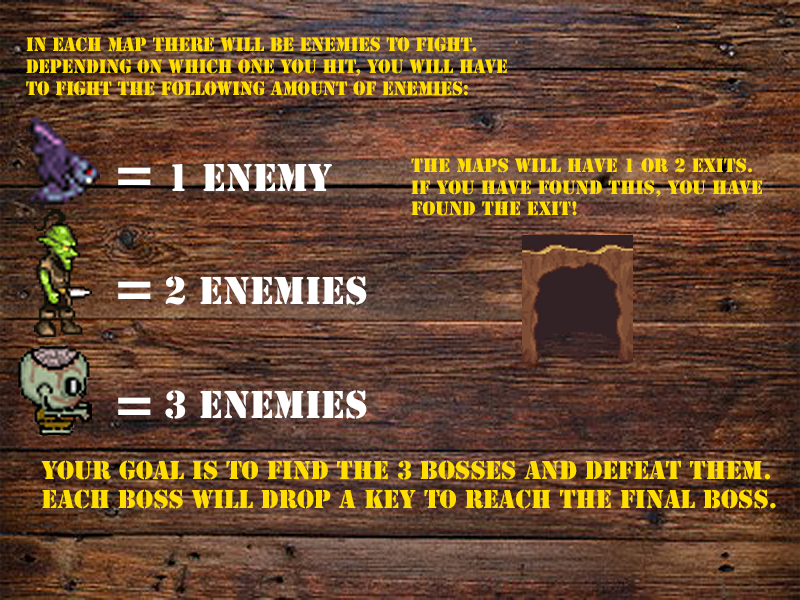 IN EACH MAP THERE WILL BE ENEMIES TO FIGHT.
DEPENDING ON WHICH ONE YOU HIT, YOU WILL HAVE
TO FIGHT THE FOLLOWING AMOUNT OF ENEMIES:
= 1 ENEMY
THE MAPS WILL HAVE 1 OR 2 EXITS.
IF YOU HAVE FOUND THIS, YOU HAVE
FOUND THE EXIT!
= 2 ENEMIES
= 3 ENEMIES
YOUR GOAL IS TO FIND THE 3 BOSSES AND DEFEAT THEM.
EACH BOSS WILL DROP A KEY TO REACH THE FINAL BOSS.